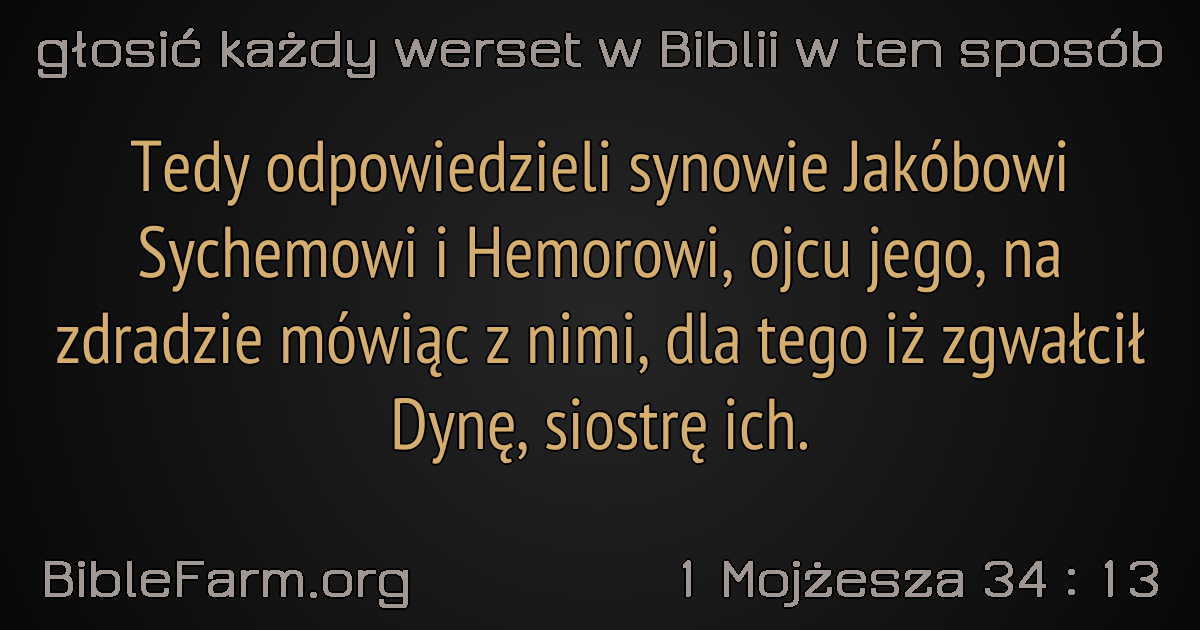 głosić każdy werset w Biblii w ten sposób
Tedy odpowiedzieli synowie Jakóbowi
Sychemowi i Hemorowi, ojcu jego, na
zdradzie mówiąc z nimi, dla tego iż zgwałcił
Dynę, siostrę ich.
BibleFarm.org
1 Mojżesza 34 : 13